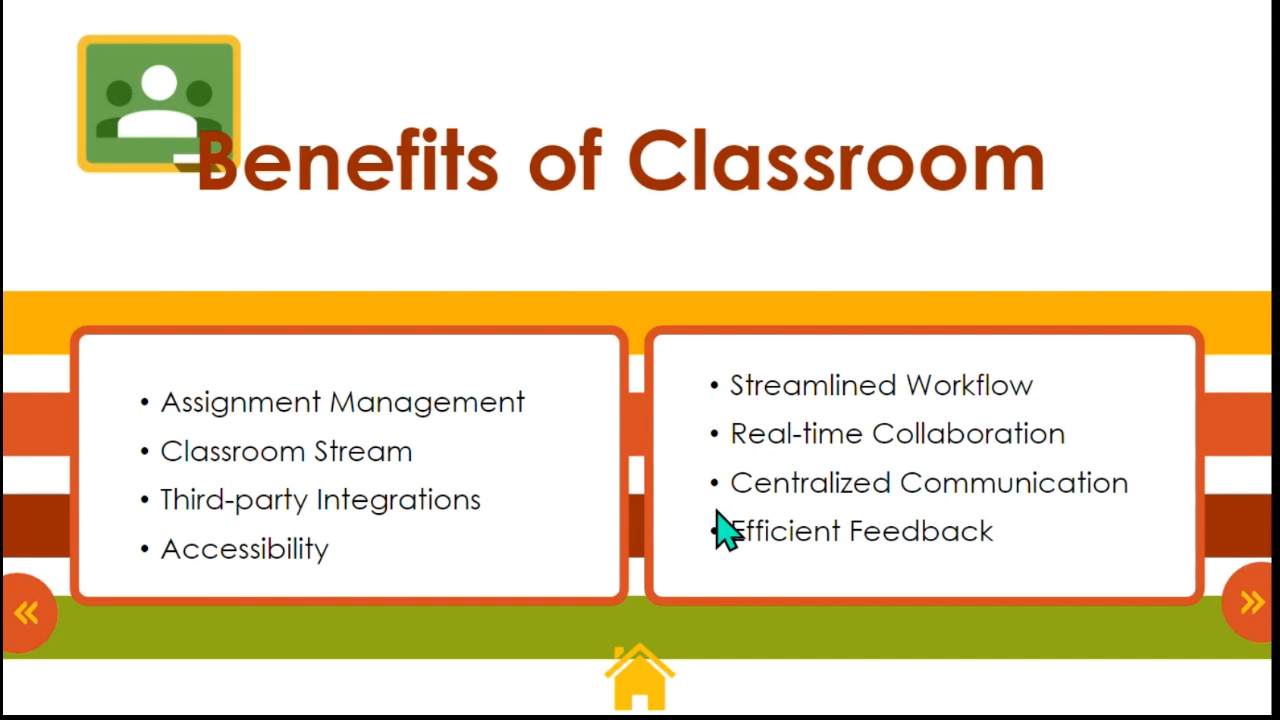 Benefits of Classroom
• Assignment Management
• Classroom Stream
• Third-party Integrations
• Accessibility
• Streamlined Workflow
• Real-time Collaboration
• Centralized Communication
• Efficient Feedback